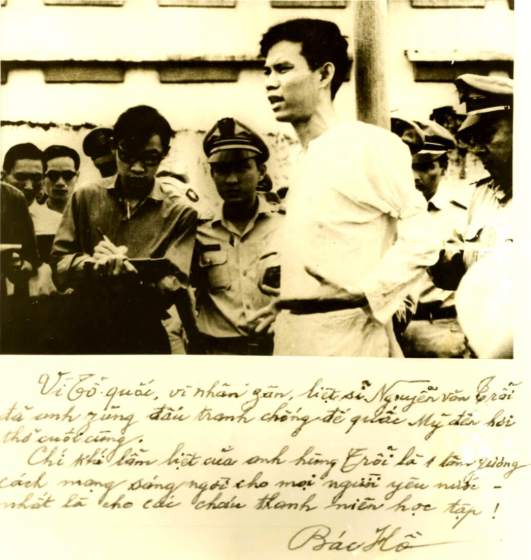 Vì Tổ quốc, vì nhân zân, liệt sĩ Nguyễn văn Trỗi
đã anh zũng đấu tranh chống đế quốc Mỹ đến hơi
thở cuối cùng.
Chí khí lẫm liệt của anh hùng Trỗi là 1 tấm gương
cách mạng sáng ngời cho mọi người yêu nước -
nhất là cho các cháu thanh niên học tập !
Bác Hồ